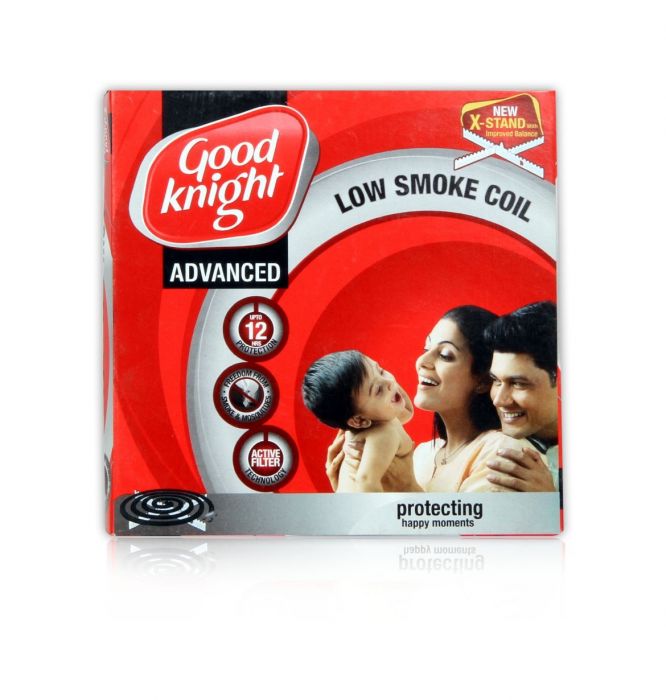 Good
knight
ADVANCED
NEW
X-STAND With
Improved Balance
LOW SMOKE COIL
UPTO
12
HRS
PROTECTION
FREEDOM FROM
SMOKE & MOSQUITOES
ACTIVE
FILTER
TECHNOLOGY
protecting
happy moments